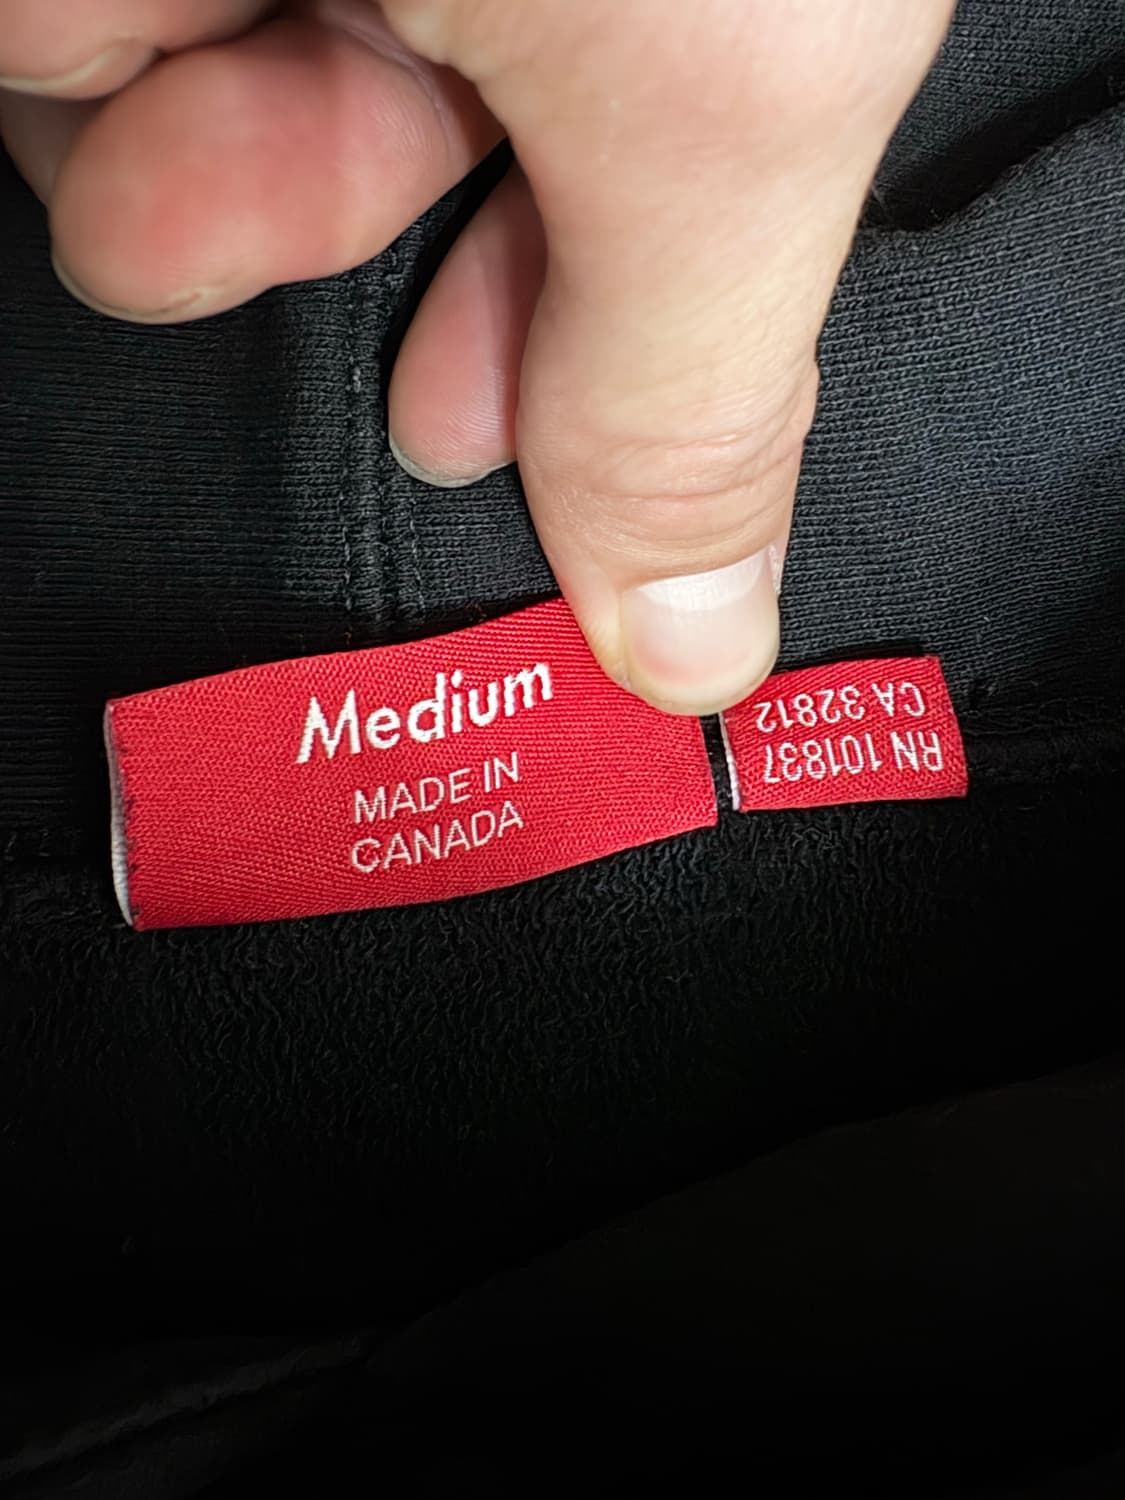 Medium
MADE IN
CANADA
RN 101837
CA 32812